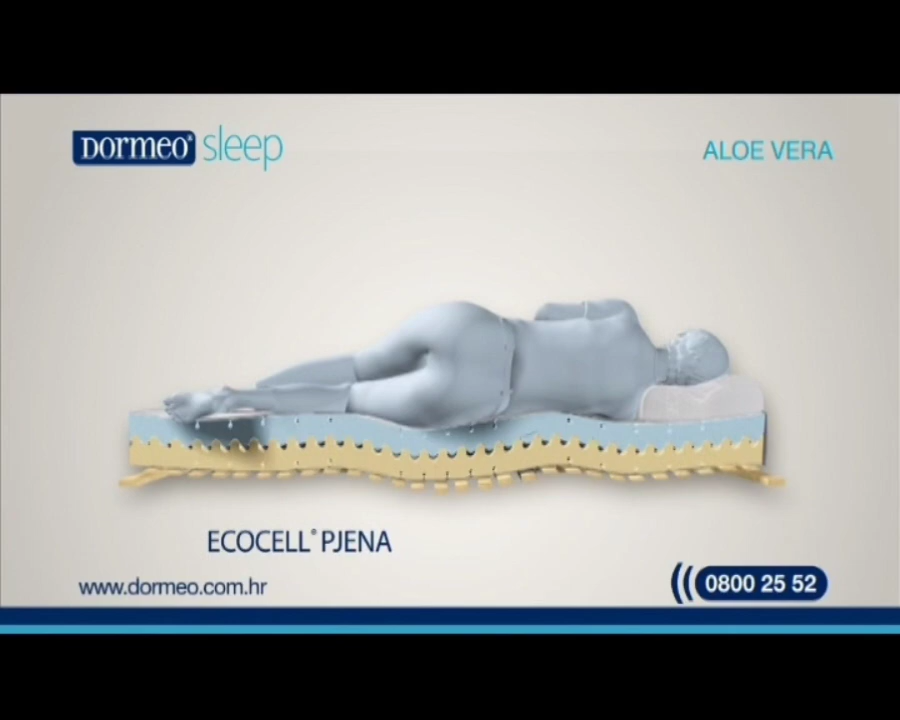 DORMEO® sleep
ALOE VERA
ECOCELL® PJENA
www.dormeo.com.hr
0800 25 52